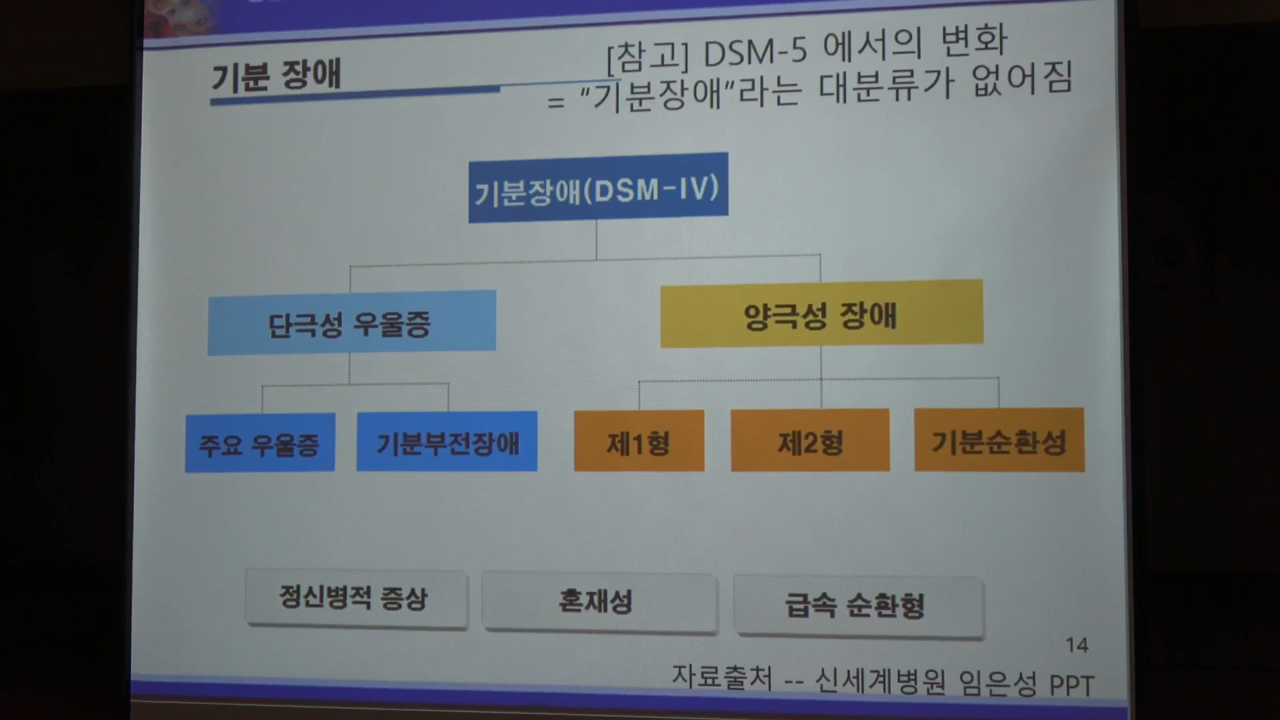 기분 장애
[참고] DSM-5 에서의 변화
= “기분장애”라는 대분류가 없어짐
기분장애(DSM-IV)
단극성 우울증
양극성 장애
주요 우울증
기분부전장애
제1형
제2형
기분순환성
정신병적 증상
혼재성
급속 순환형
14
자료출처 -- 신세계병원 임은성 PPT